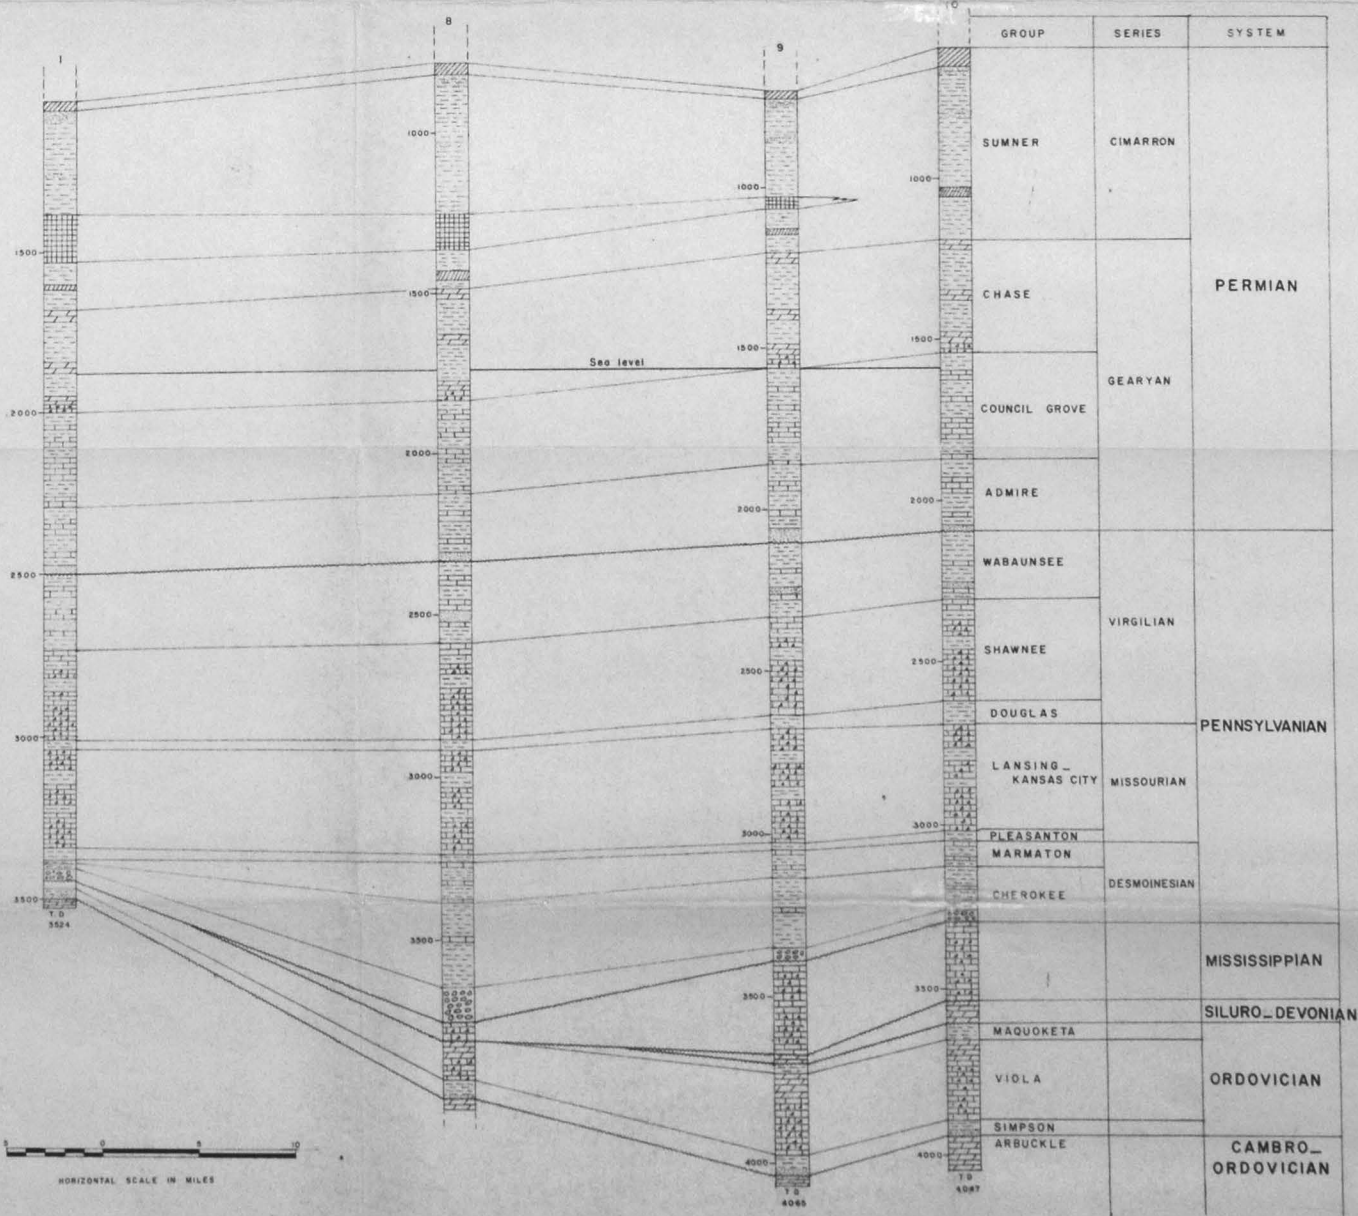 1
8
9
10
GROUP
SERIES
SYSTEM
SUMNER
CIMARRON
PERMIAN
CHASE
GEARYAN
COUNCIL GROVE
ADMIRE
WABAUNSEE
VIRGILIAN
SHAWNEE
DOUGLAS
PENNSYLVANIAN
LANSING_
KANSAS CITY
MISSOURIAN
PLEASANTON
MARMATON
DESMOINESIAN
CHEROKEE
MISSISSIPPIAN
SILURO_DEVONIAN
MAQUOKETA
VIOLA
ORDOVICIAN
SIMPSON
ARBUCKLE
CAMBRO_
ORDOVICIAN
Sea level
1500
2000
2500
3000
3500
T.D
3524
1000
1500
2000
2500
3000
3500
1000
1500
2000
2500
3000
3500
4000
T D
4065
1000
1500
2000
2500
3000
3500
4000
T D
4047
5 0 5 10
HORIZONTAL SCALE IN MILES